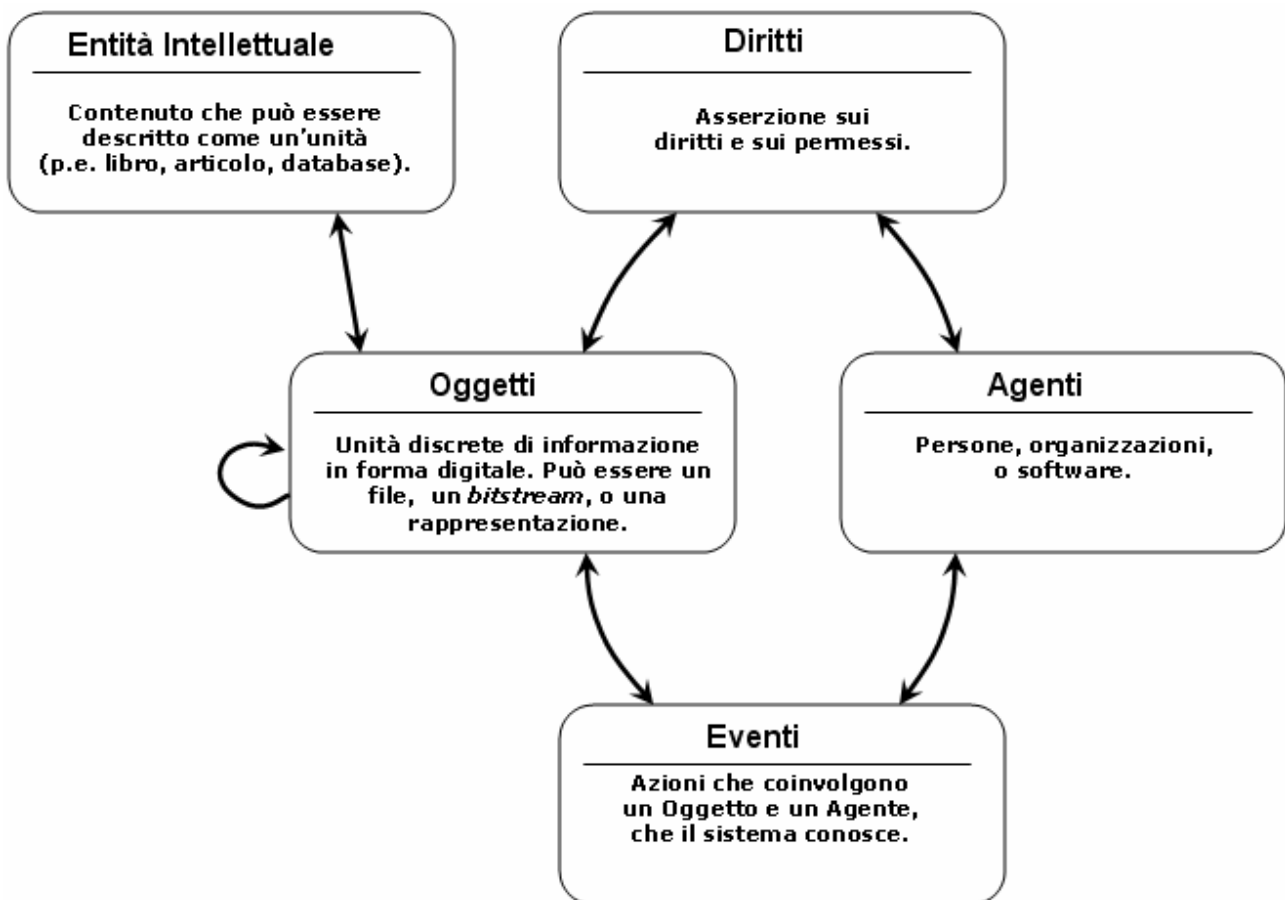 Entità Intellettuale
Contenuto che può essere
descritto come un'unità
(p.e. libro, articolo, database).
Diritti
Asserzione sui
diritti e sui permessi.
Oggetti
Unità discrete di informazione
in forma digitale. Può essere un
file, un bitstream, o una
rappresentazione.
Agenti
Persone, organizzazioni,
o software.
Eventi
Azioni che coinvolgono
un Oggetto e un Agente,
che il sistema conosce.